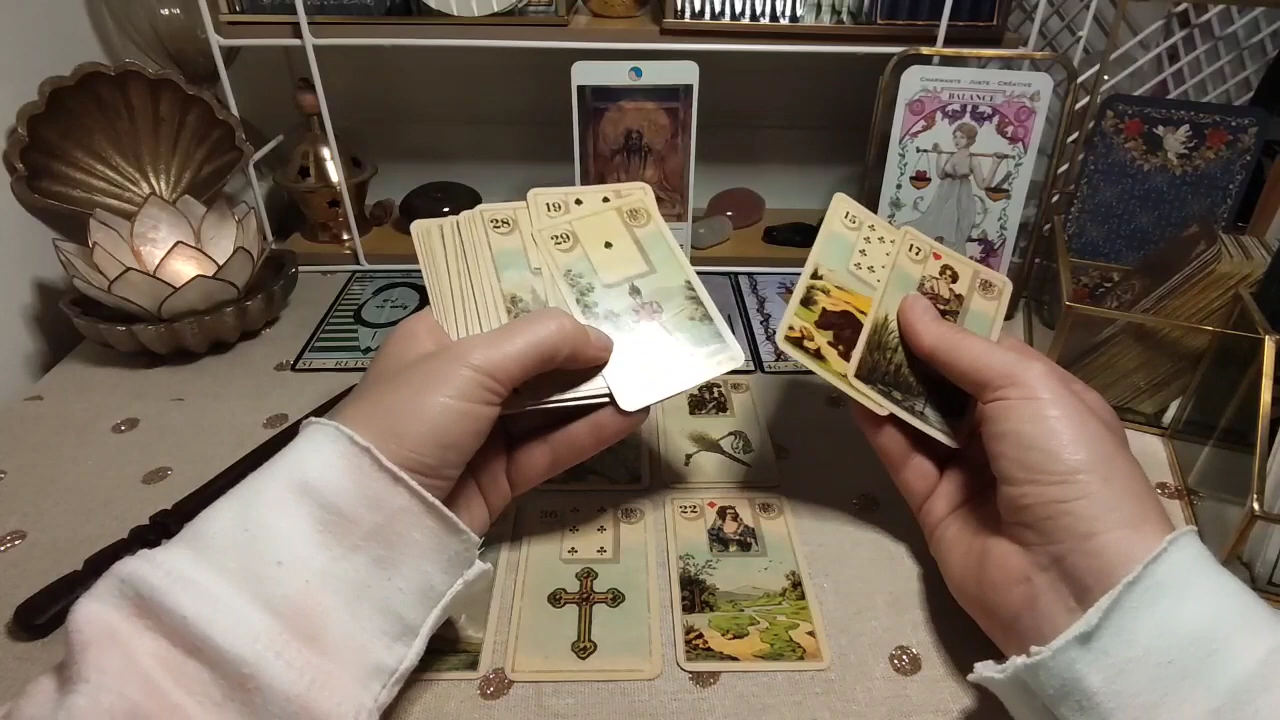 CHARMANTE - JUSTE - CRÉATIVE
BALANCE
19
28
29
15
17
51 - RETO
46 - S
36
22